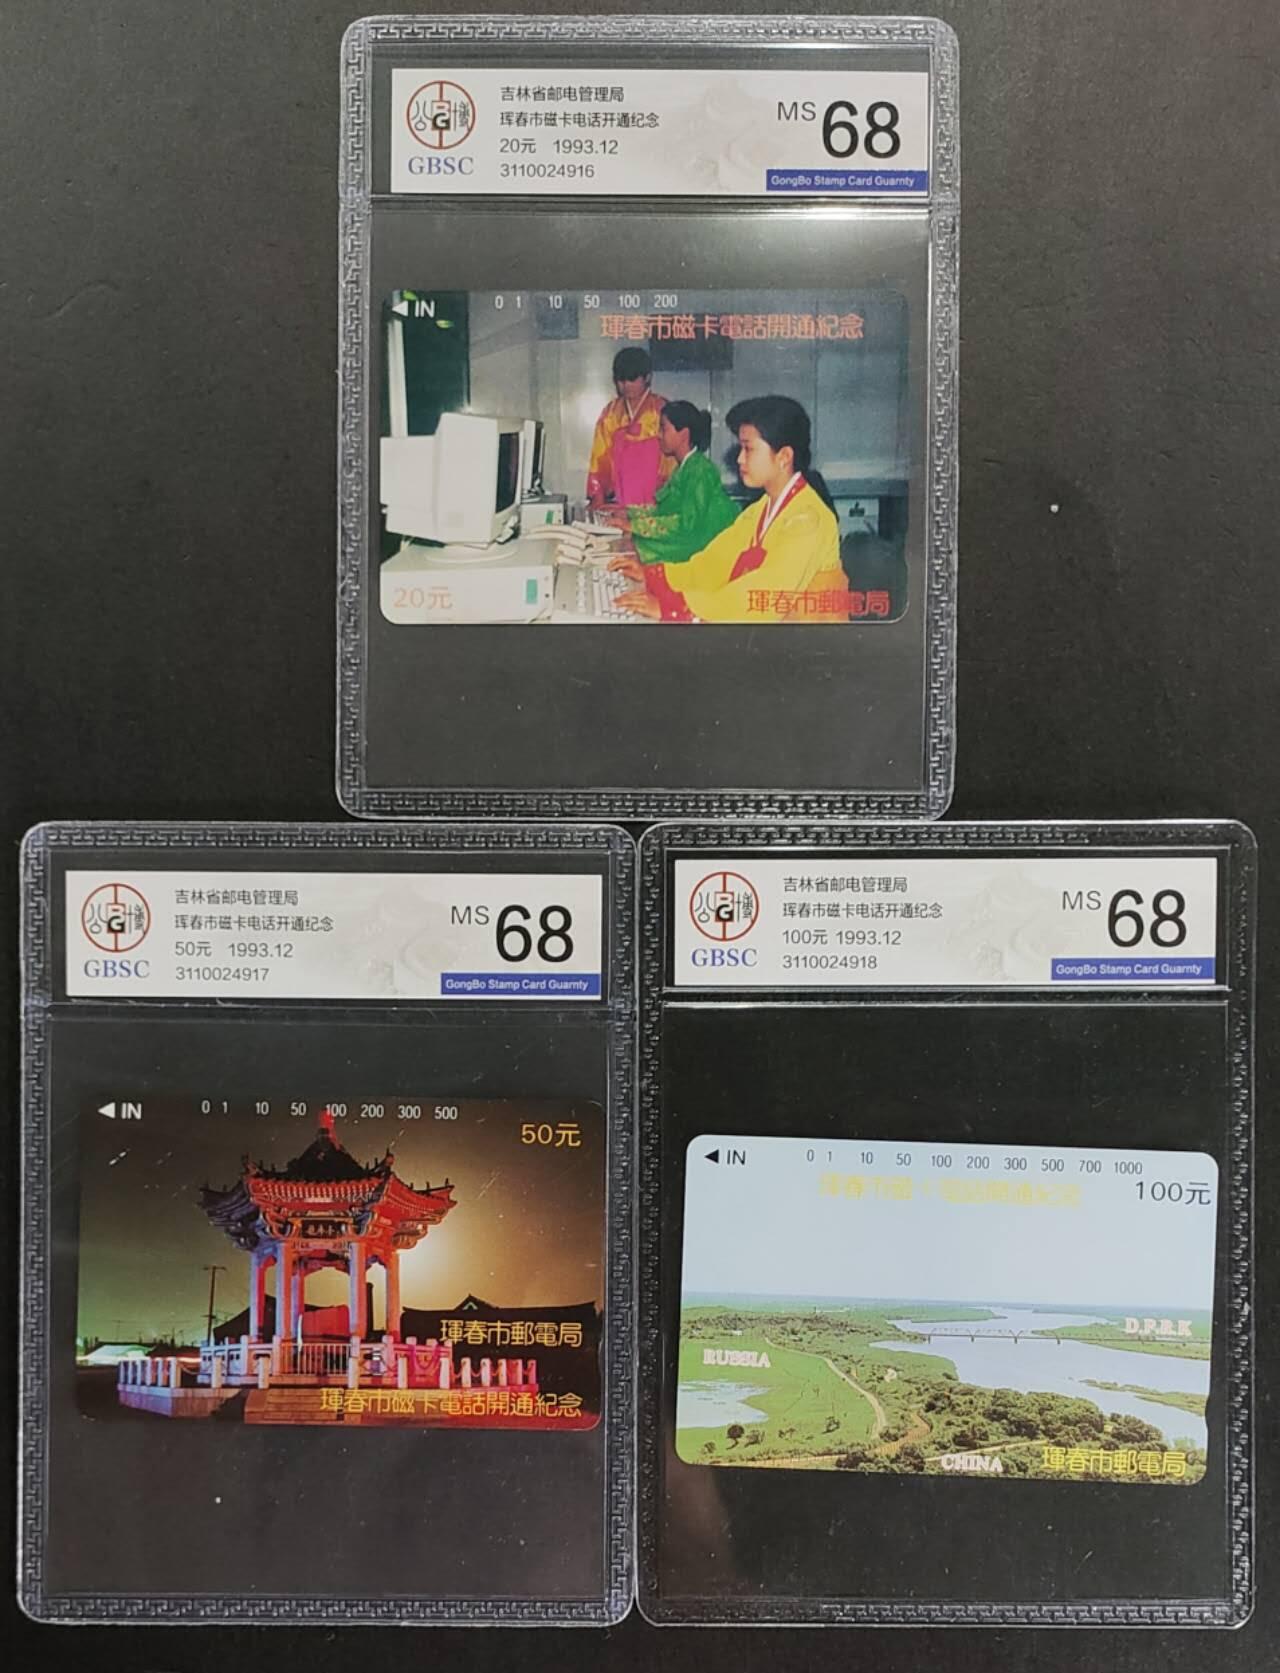 吉林省邮电管理局
珲春市磁卡电话开通纪念
20元 1993.12
3110024916
GBSC
MS 68
GongBo Stamp Card Guarnty
IN 0 1 10 50 100 200
琿春市磁卡電話開通紀念
20元
琿春市郵電局
吉林省邮电管理局
珲春市磁卡电话开通纪念
50元 1993.12
3110024917
GBSC
MS 68
GongBo Stamp Card Guarnty
IN 0 1 10 50 100 200 300 500
50元
琿春市郵電局
琿春市磁卡電話開通紀念
吉林省邮电管理局
珲春市磁卡电话开通纪念
100元 1993.12
3110024918
GBSC
MS 68
GongBo Stamp Card Guarnty
IN 0 1 10 50 100 200 300 500 700 1000
琿春市磁卡電話開通紀念
100元
D.P.R.K
RUSSIA
CHINA
琿春市郵電局